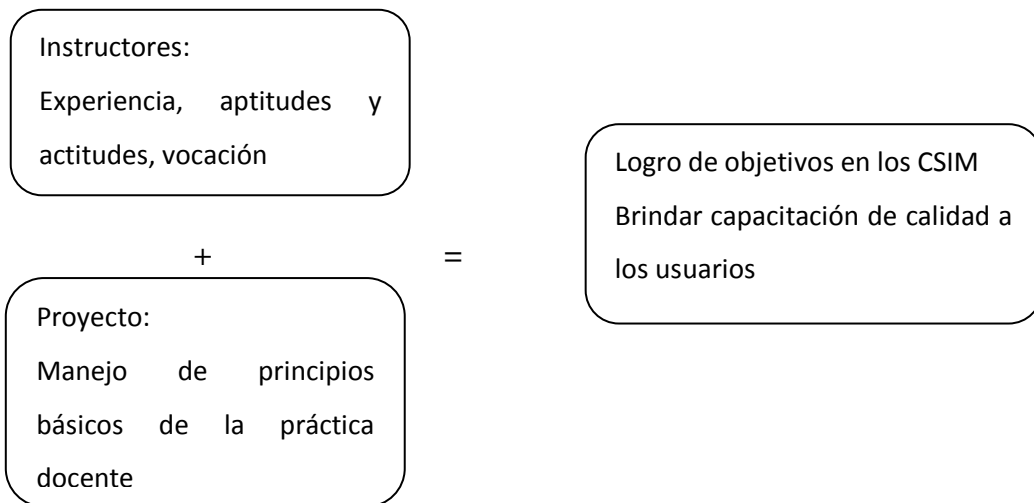 Instructores:
Experiencia, aptitudes y
actitudes, vocación
Logro de objetivos en los CSIM
Brindar capacitación de calidad a
los usuarios
+ =
Proyecto:
Manejo de principios
básicos de la práctica
docente